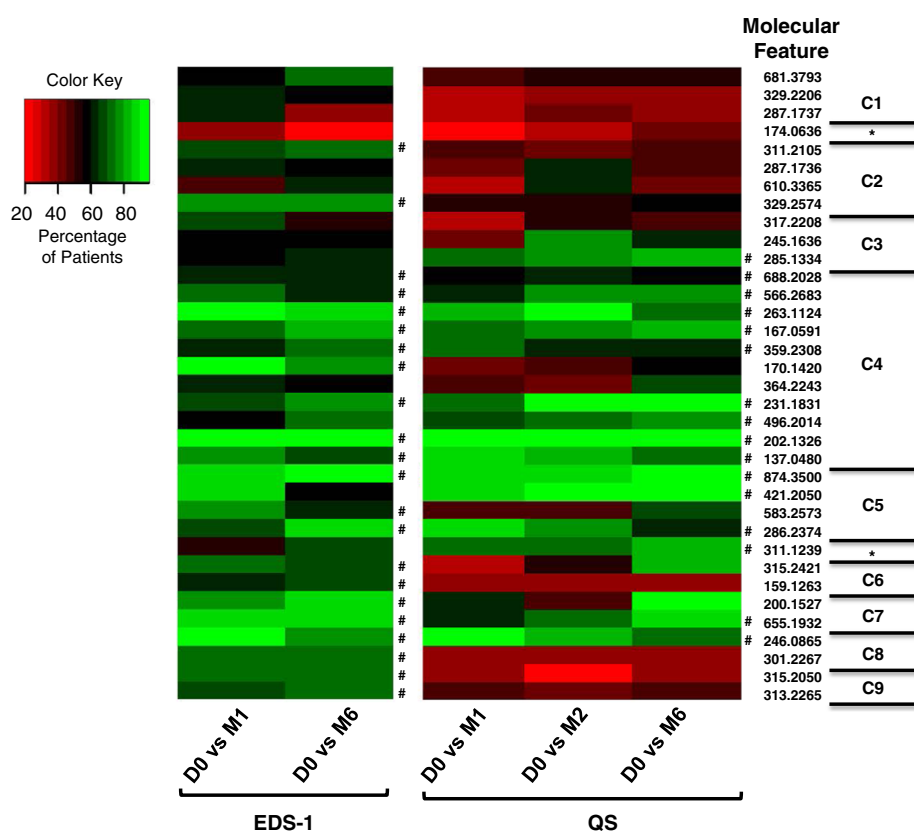 Molecular
Feature
Color Key
20 40 60 80
Percentage
of Patients
681.3793
329.2206
287.1737
C1
174.0636
*
# 311.2105
287.1736
610.3365
C2
# 329.2574
317.2208
245.1636
C3
# 285.1334
# # 688.2028
# # 566.2683
# # 263.1124
# # 167.0591
# # 359.2308
# 170.1420
C4
364.2243
# # 231.1831
# 496.2014
# # 202.1326
# # 137.0480
# # 874.3500
# 421.2050
# 583.2573
C5
# # 286.2374
# 311.1239
*
# 315.2421
# 159.1263
C6
# 200.1527
# # 655.1932
C7
# # 246.0865
# 301.2267
C8
# 315.2050
# 313.2265
C9
D0 vs M1
D0 vs M6
D0 vs M1
D0 vs M2
D0 vs M6
EDS-1
QS